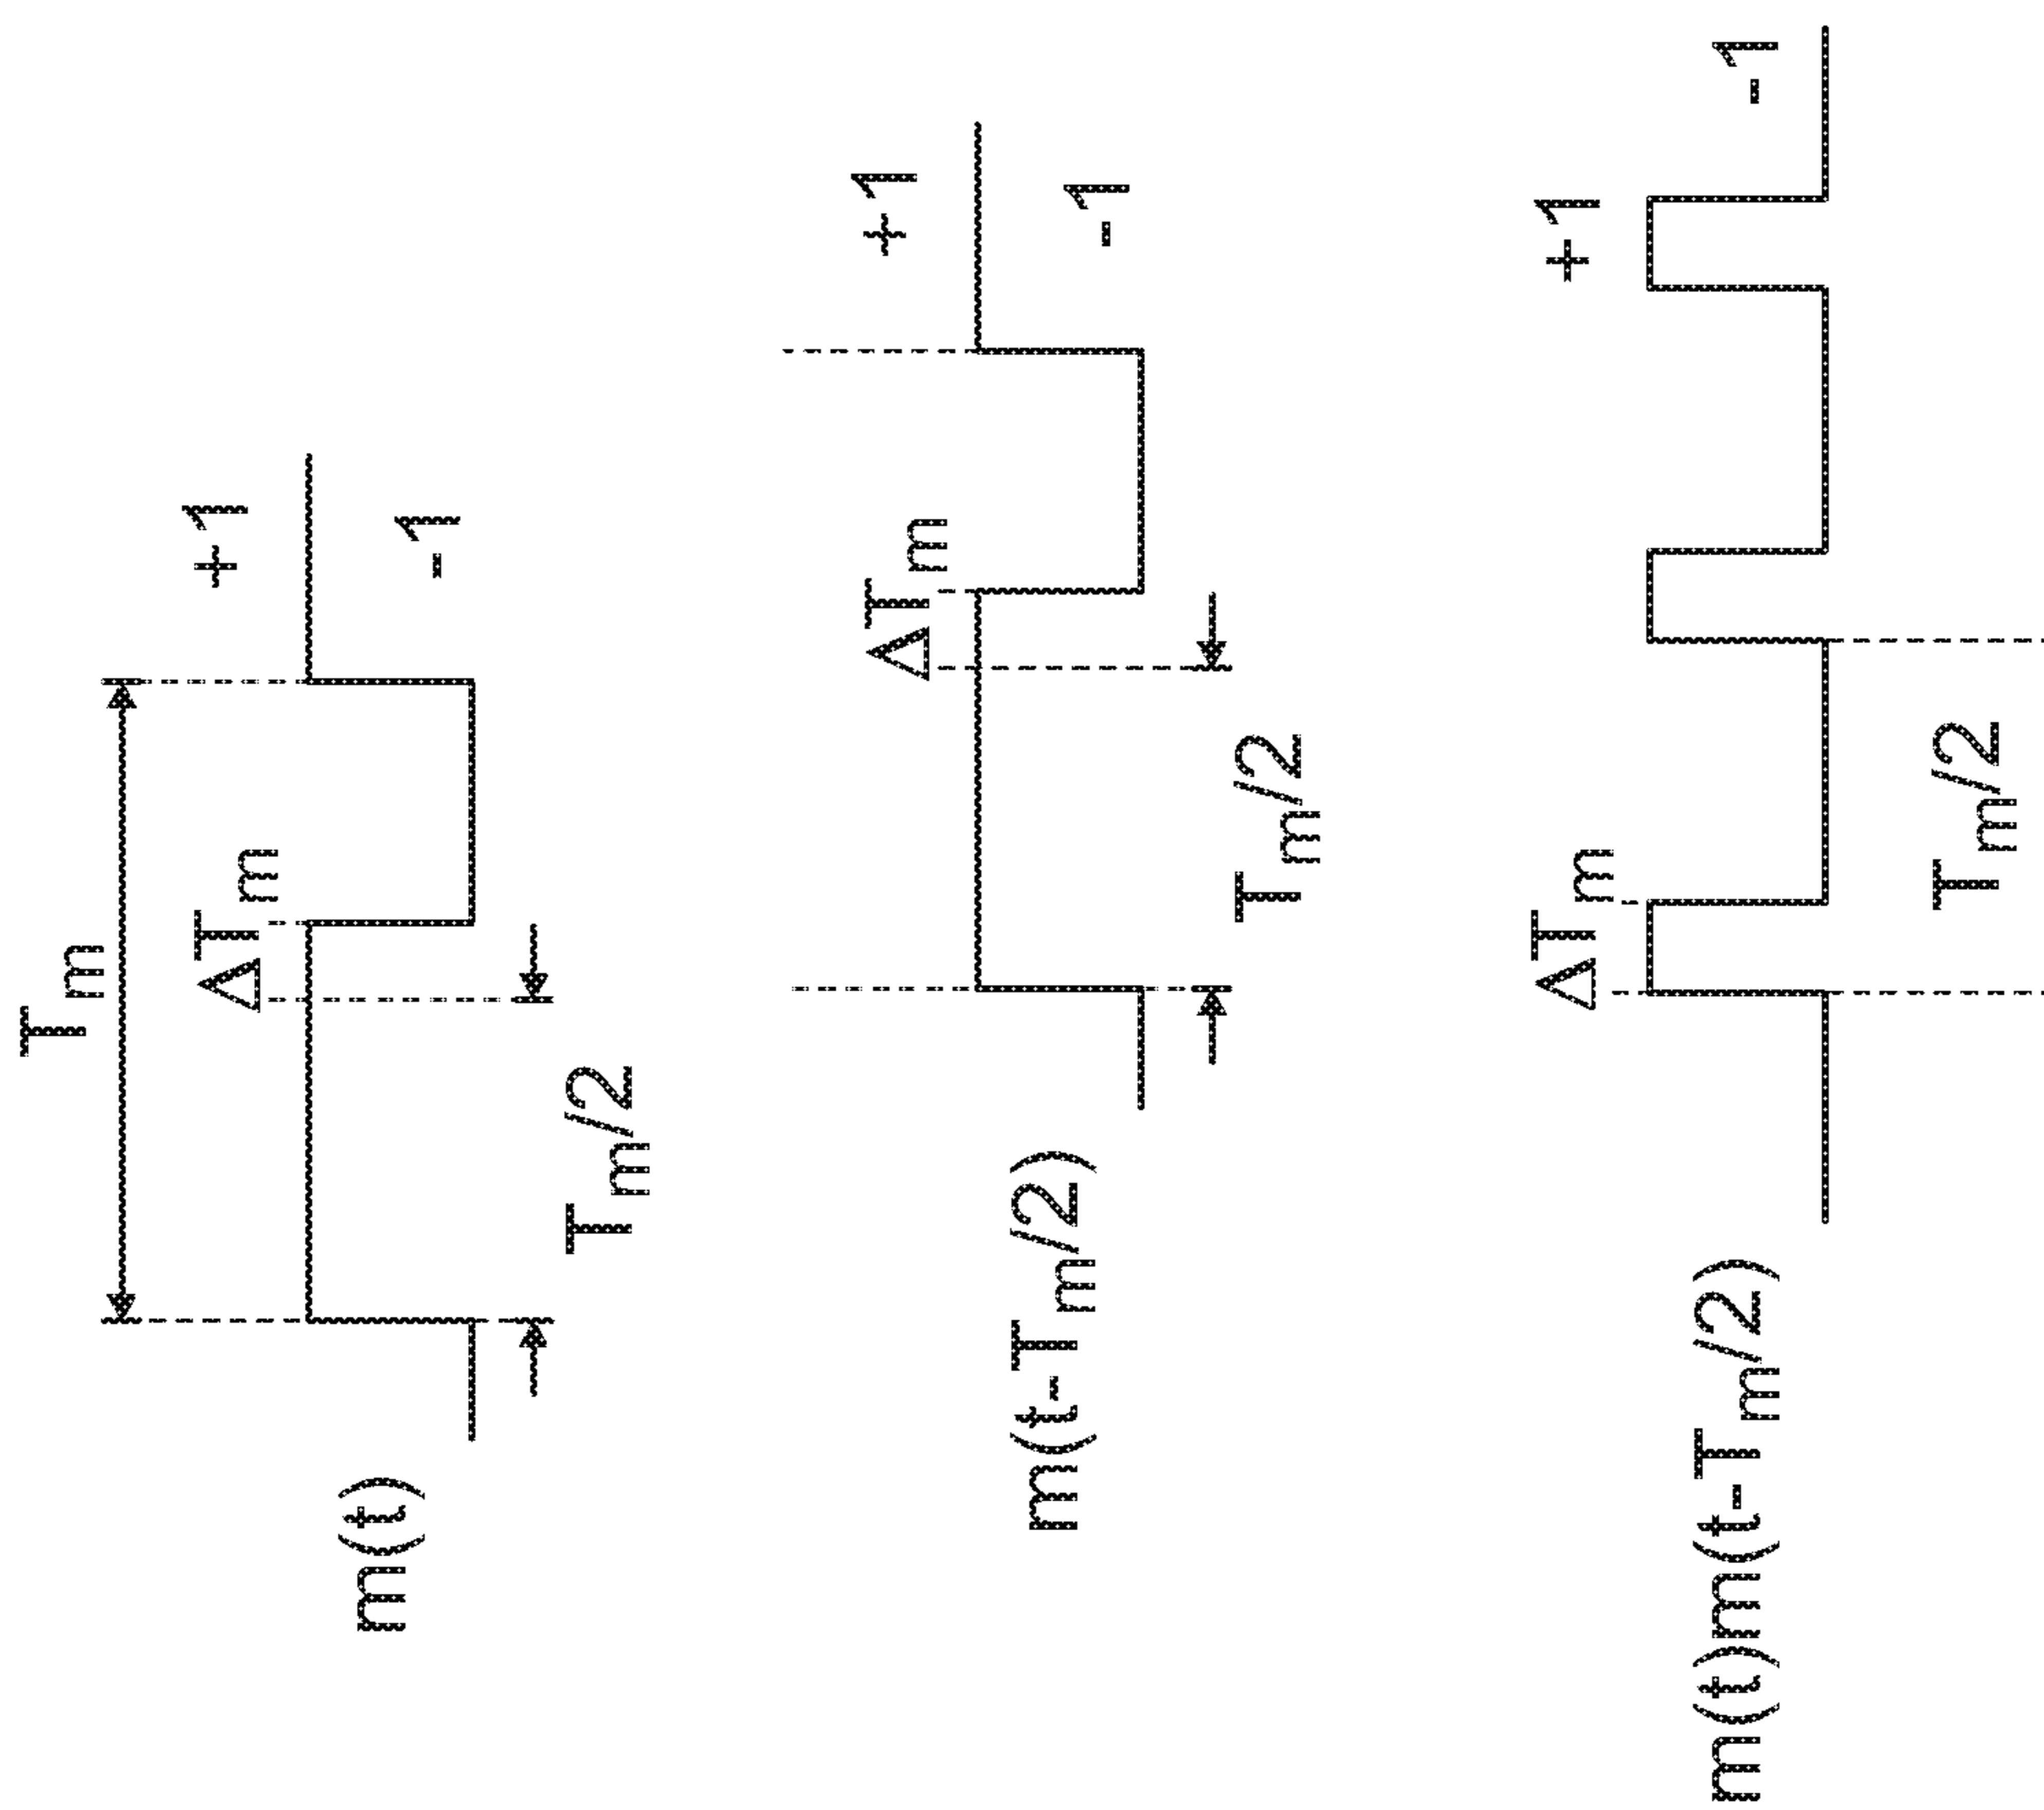 T_m
ΔT_m
+1
-1
m(t)
T_m/2
ΔT_m
+1
-1
m(t-T_m/2)
T_m/2
ΔT_m
+1
-1
m(t)m(t-T_m/2)
T_m/2